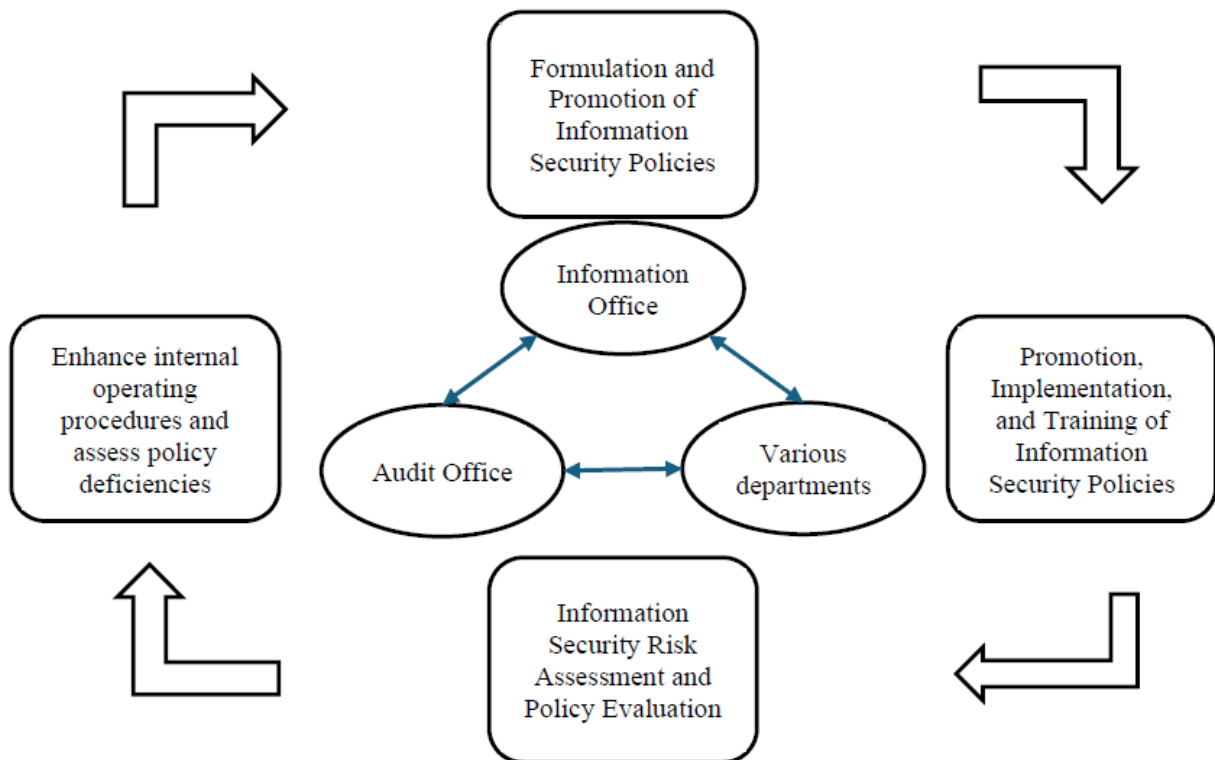 Formulation and
Promotion of
Information
Security Policies
Information
Office
Enhance internal
operating
procedures and
assess policy
deficiencies
Audit Office
Various
departments
Promotion,
Implementation,
and Training of
Information
Security Policies
Information
Security Risk
Assessment and
Policy Evaluation